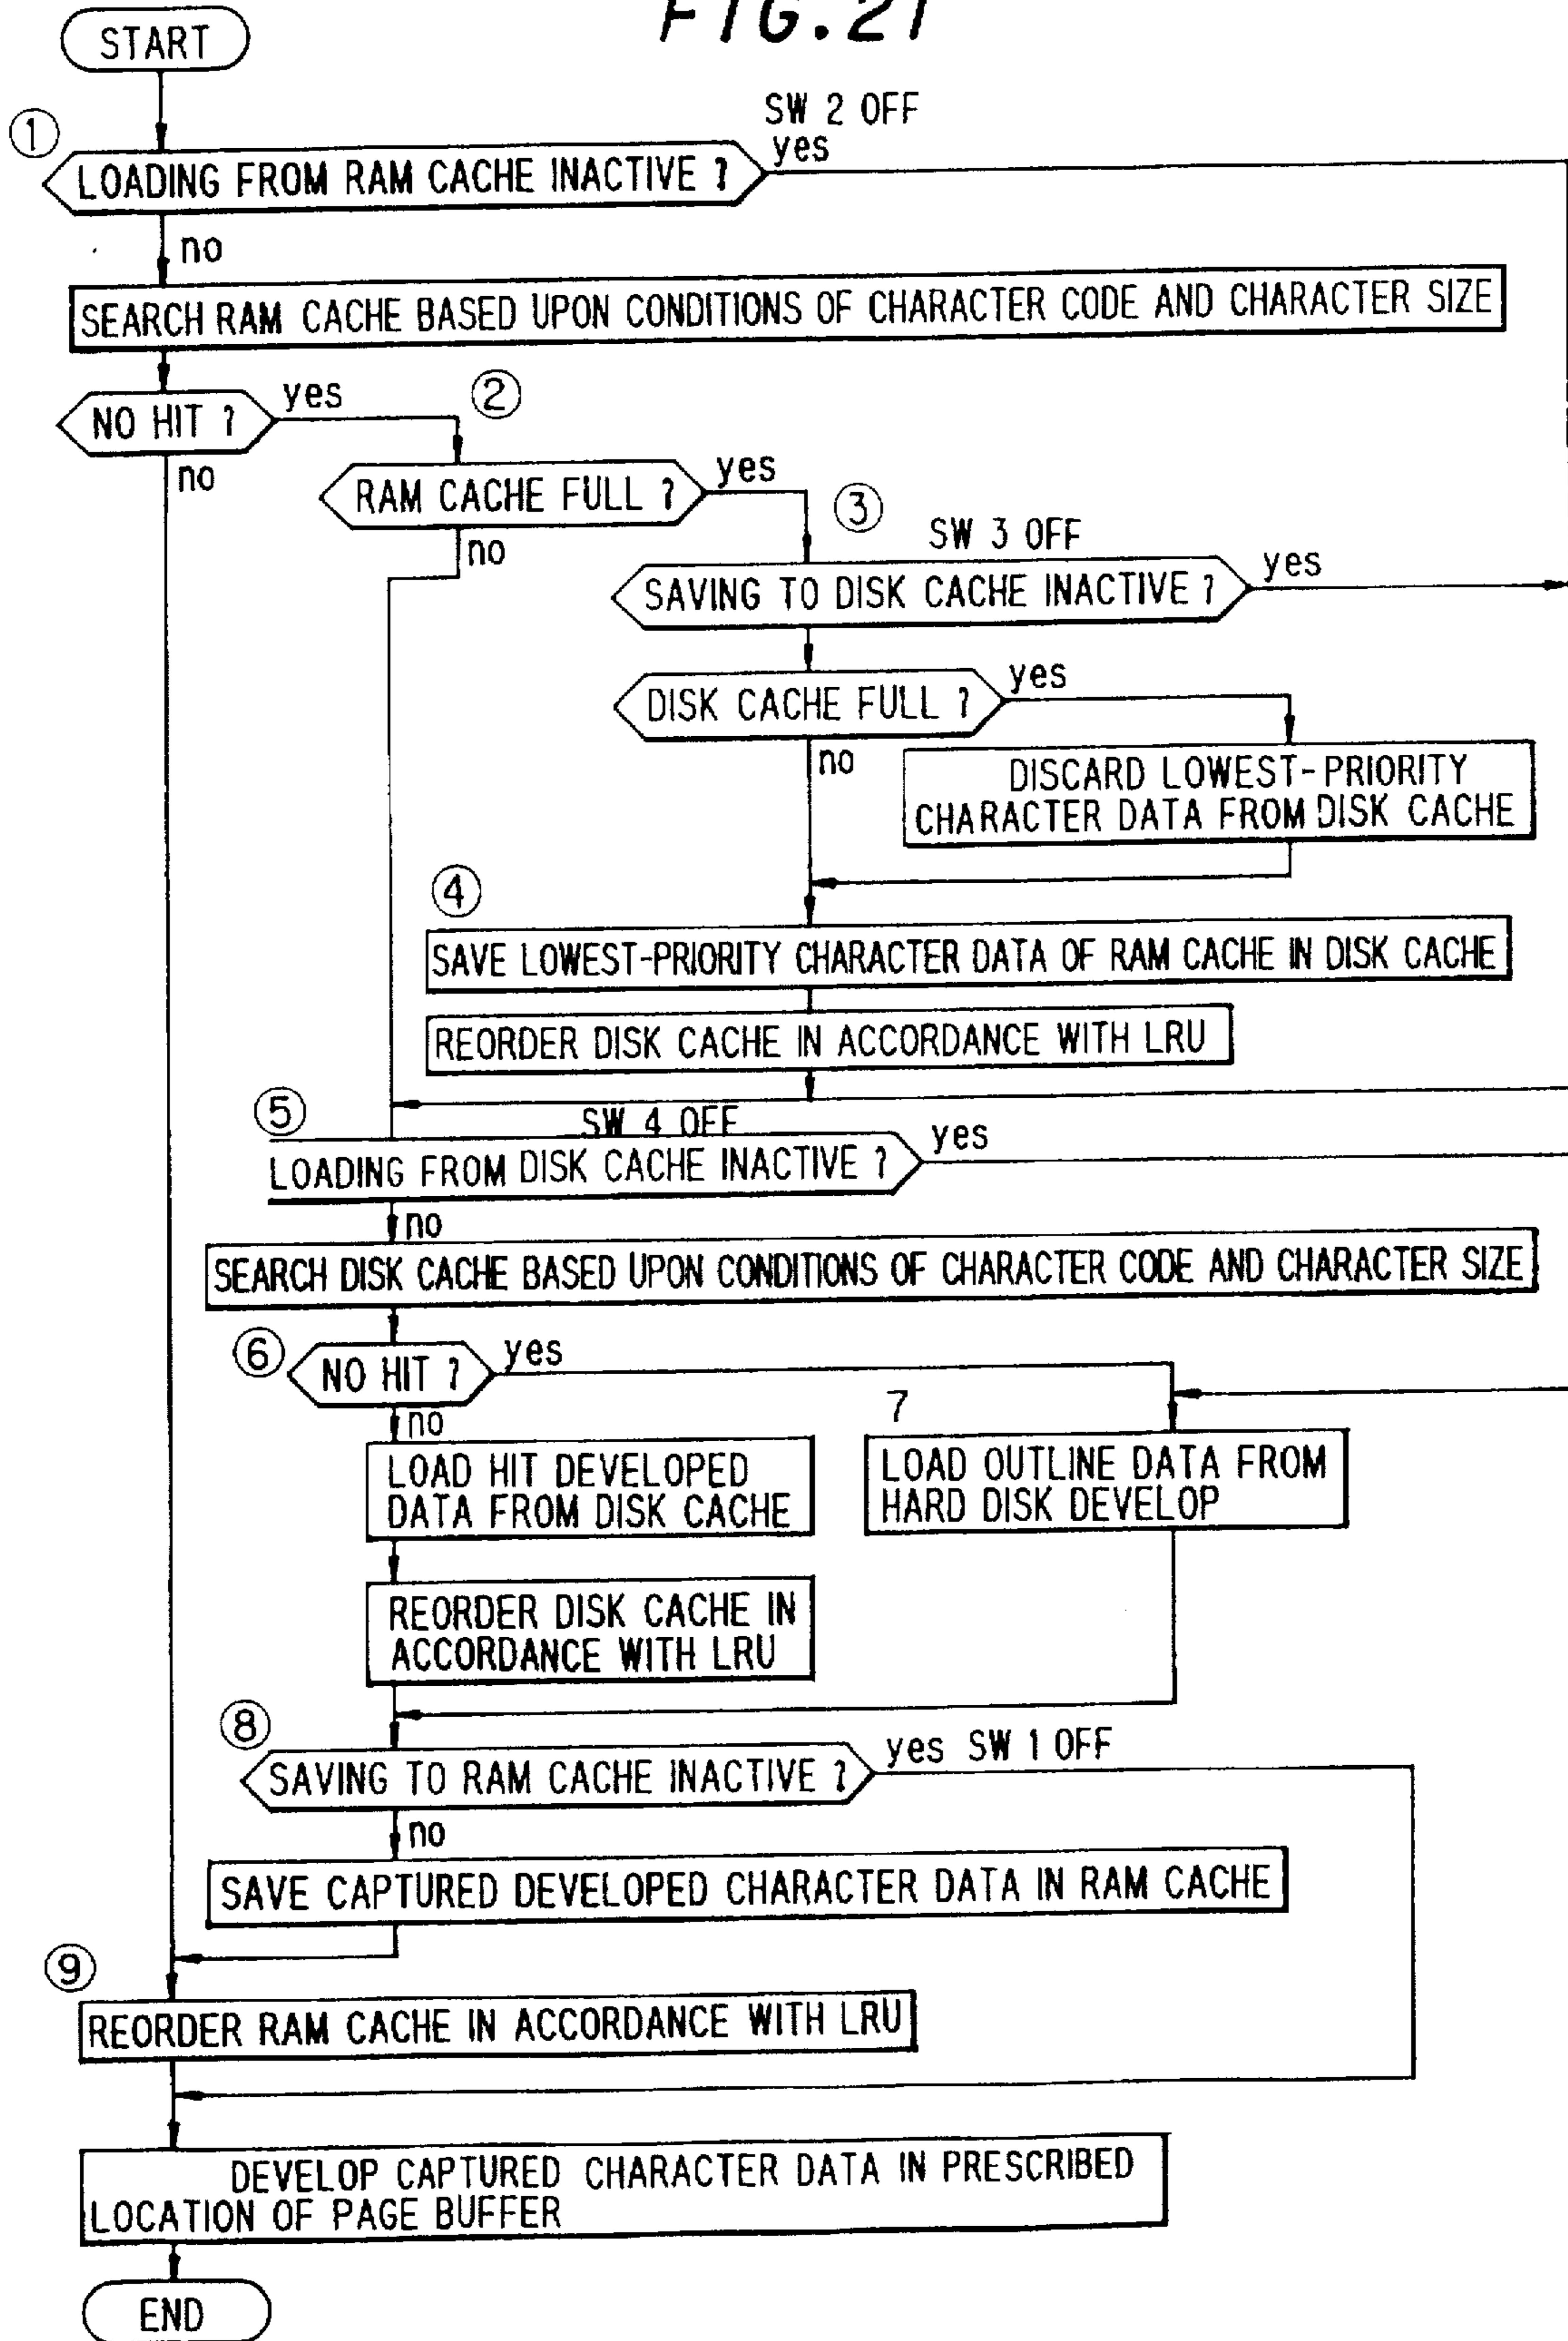 FIG.21
START
SW 2 OFF
① yes
LOADING FROM RAM CACHE INACTIVE ?
no
SEARCH RAM CACHE BASED UPON CONDITIONS OF CHARACTER CODE AND CHARACTER SIZE
NO HIT ? yes ②
no
RAM CACHE FULL ? yes
③
no
SW 3 OFF
SAVING TO DISK CACHE INACTIVE ? yes
DISK CACHE FULL ? yes
no
DISCARD LOWEST-PRIORITY
CHARACTER DATA FROM DISK CACHE
④
SAVE LOWEST-PRIORITY CHARACTER DATA OF RAM CACHE IN DISK CACHE
REORDER DISK CACHE IN ACCORDANCE WITH LRU
⑤
SW 4 OFF
LOADING FROM DISK CACHE INACTIVE ? yes
no
SEARCH DISK CACHE BASED UPON CONDITIONS OF CHARACTER CODE AND CHARACTER SIZE
⑥ NO HIT ? yes
no
7
LOAD HIT DEVELOPED
DATA FROM DISK CACHE
LOAD OUTLINE DATA FROM
HARD DISK DEVELOP
REORDER DISK CACHE IN
ACCORDANCE WITH LRU
⑧
SAVING TO RAM CACHE INACTIVE ? yes SW 1 OFF
no
SAVE CAPTURED DEVELOPED CHARACTER DATA IN RAM CACHE
⑨
REORDER RAM CACHE IN ACCORDANCE WITH LRU
DEVELOP CAPTURED CHARACTER DATA IN PRESCRIBED
LOCATION OF PAGE BUFFER
END